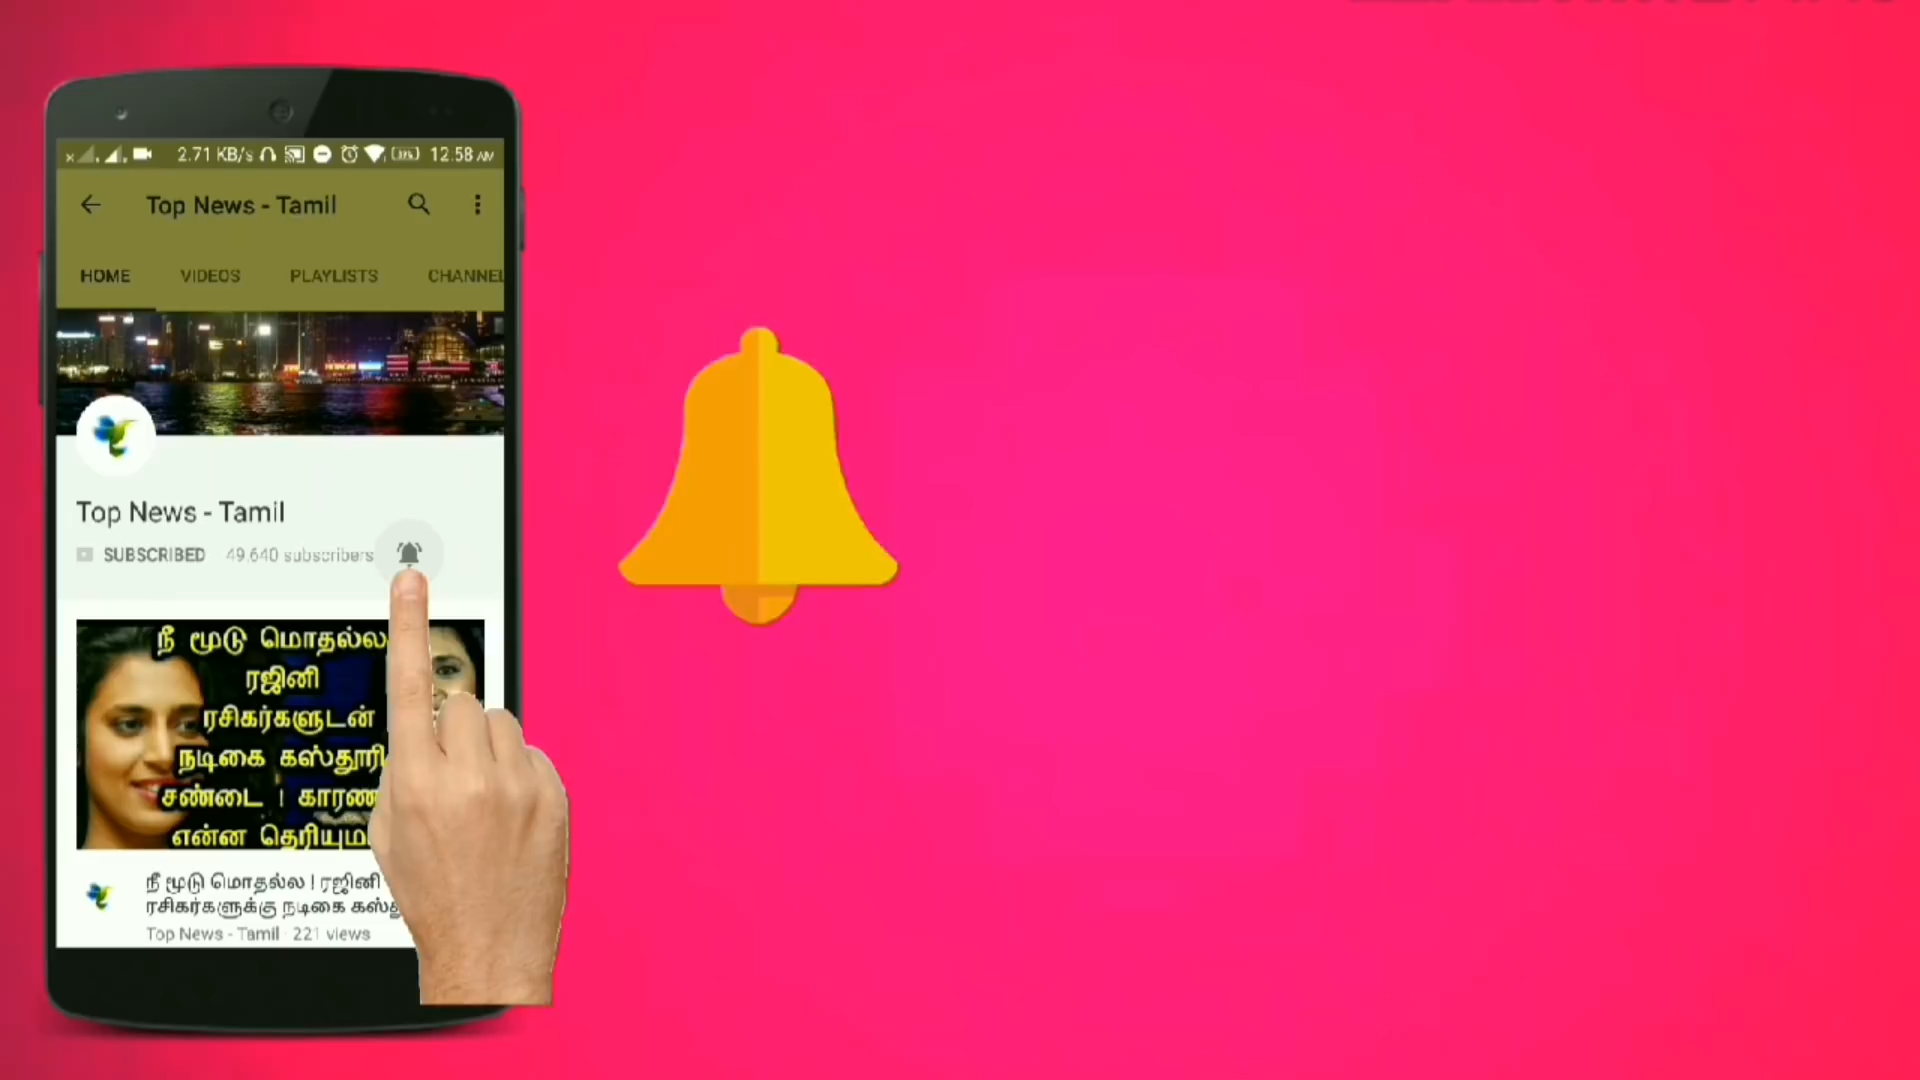 2.71 KB/s 12:58 AM
Top News - Tamil
HOME VIDEOS PLAYLISTS CHANNEL
Top News - Tamil
SUBSCRIBED 49,640 subscribers
நீ மூடு மொதல்ல
ரஜினி
ரசிகர்களுடன்
நடிகை கஸ்தூரி
சண்டை | காரண
என்ன தெரியுமா
நீ மூடு மொதல்ல ! ரஜினி
ரசிகர்களுக்கு நடிகை
Top News - Tamil · 221 views